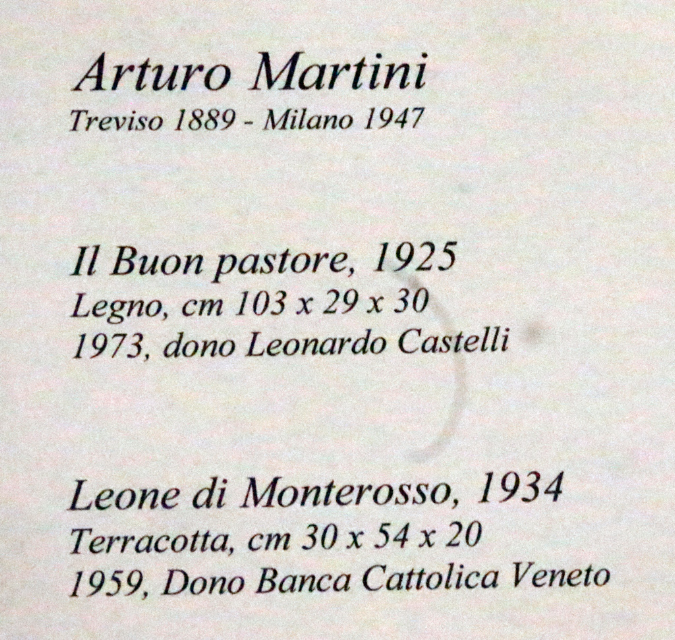 Arturo Martini
Treviso 1889 - Milano 1947
Il Buon pastore, 1925
Legno, cm 103 x 29 x 30
1973, dono Leonardo Castelli
Leone di Monterosso, 1934
Terracotta, cm 30 x 54 x 20
1959, Dono Banca Cattolica Veneto